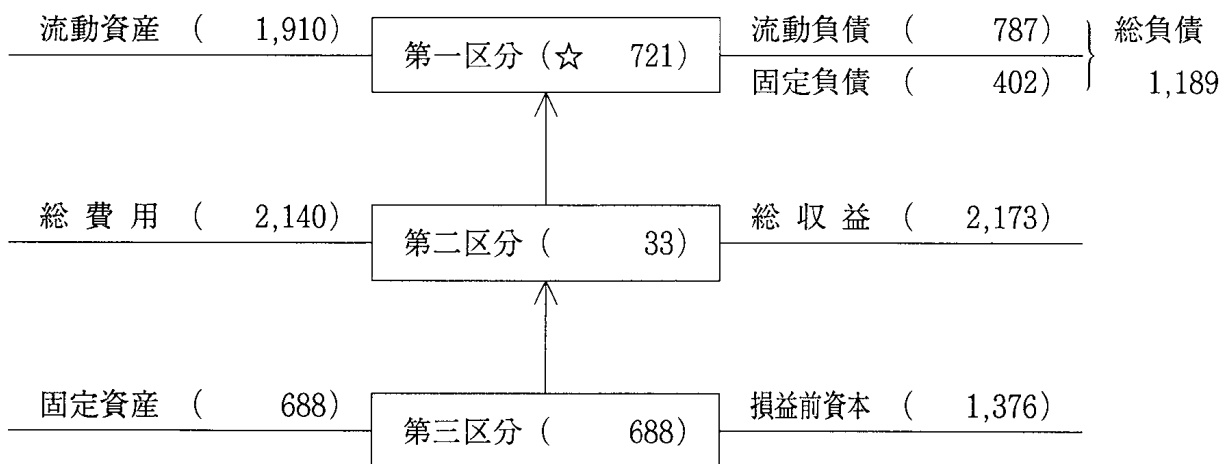 流動資産 ( 1,910) 第一区分 (☆ 721) 流動負債 ( 787) 総負債
固定負債 ( 402) 1,189
総費用 ( 2,140) 第二区分 ( 33) 総収益 ( 2,173)
固定資産 ( 688) 第三区分 ( 688) 損益前資本 ( 1,376)